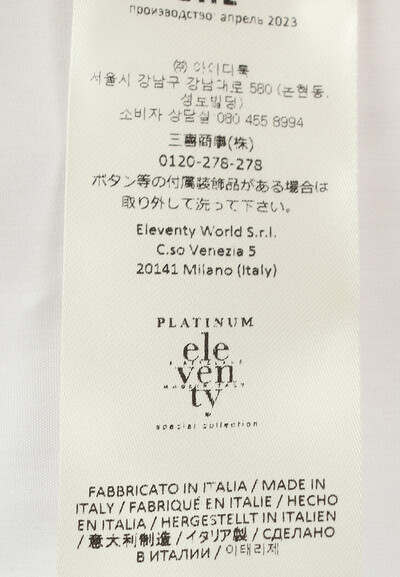 производство: апрель 2023
㈜ 아이디룩
서울시 강남구 강남대로 580 (논현동,
성도빌딩)
소비자 상담실 080 455 8994
三喜商事(株)
0120-278-278
ボタン等の付属装飾品がある場合は
取り外して洗って下さい。
Eleventy World S.r.l.
C.so Venezia 5
20141 Milano (Italy)
PLATINUM
ele
ven
MADE IN ITALY
ty
special collection
FABBRICATO IN ITALIA / MADE IN
ITALY / FABRIQUÉ EN ITALIE / HECHO
EN ITALIA / HERGESTELLT IN ITALIEN
/ 意大利制造 / イタリア製 / СДЕЛАНО
В ИТАЛИИ / 이태리제